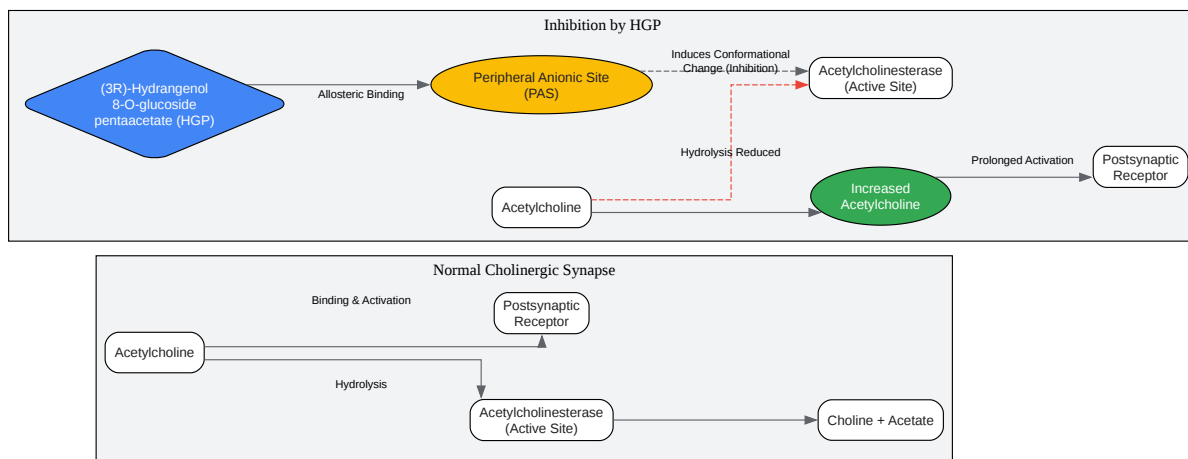 Inhibition by HGP
(3R)-Hydrangenol
8-O-glucoside
pentaacetate (HGP)
Allosteric Binding
Peripheral Anionic Site
(PAS)
Induces Conformational
Change (Inhibition)
Acetylcholinesterase
(Active Site)
Hydrolysis Reduced
Acetylcholine
Increased
Acetylcholine
Prolonged Activation
Postsynaptic
Receptor
Normal Cholinergic Synapse
Binding & Activation
Postsynaptic
Receptor
Acetylcholine
Hydrolysis
Acetylcholinesterase
(Active Site)
Choline + Acetate